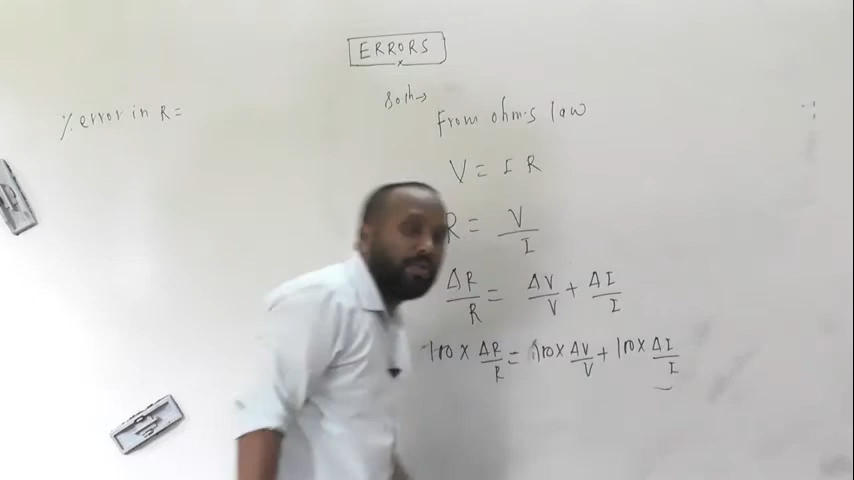 ERRORS
% error in R =
Soln→
From ohm's law
V = I R
R = V/I
ΔR/R = ΔV/V + ΔI/I
100 × ΔR/R = 100 × ΔV/V + 100 × ΔI/I